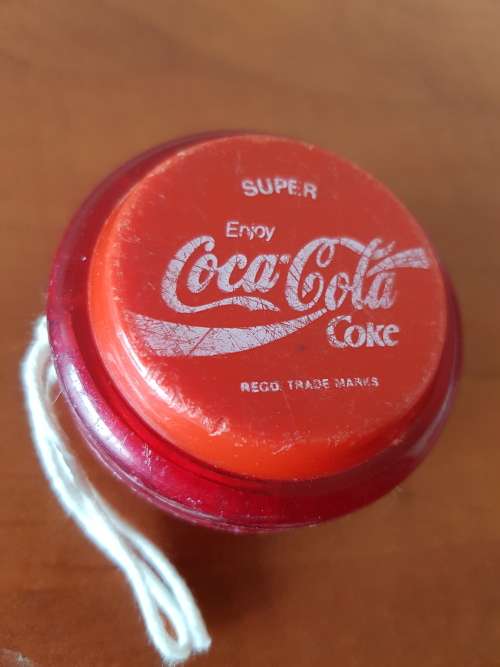 SUPER
Enjoy
Coca-Cola
Coke
REGD. TRADE MARKS